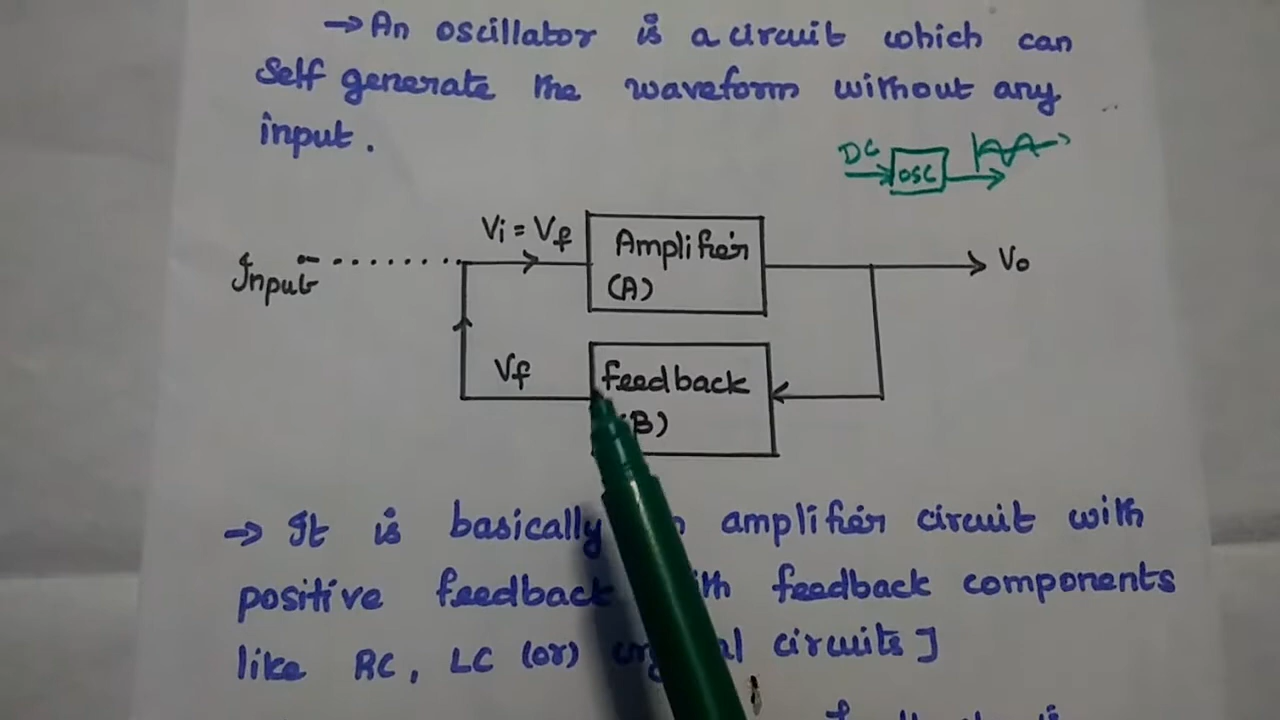 → An oscillator is a circuit which can
Self generate the waveform without any
input.
DC
OSC
Vi = Vf
Amplifier
(A)
Input
Vo
Vf
feedback
B)
→ It is basically amplifier circuit with
positive feedback feedback components
like RC, LC (or) circuits]